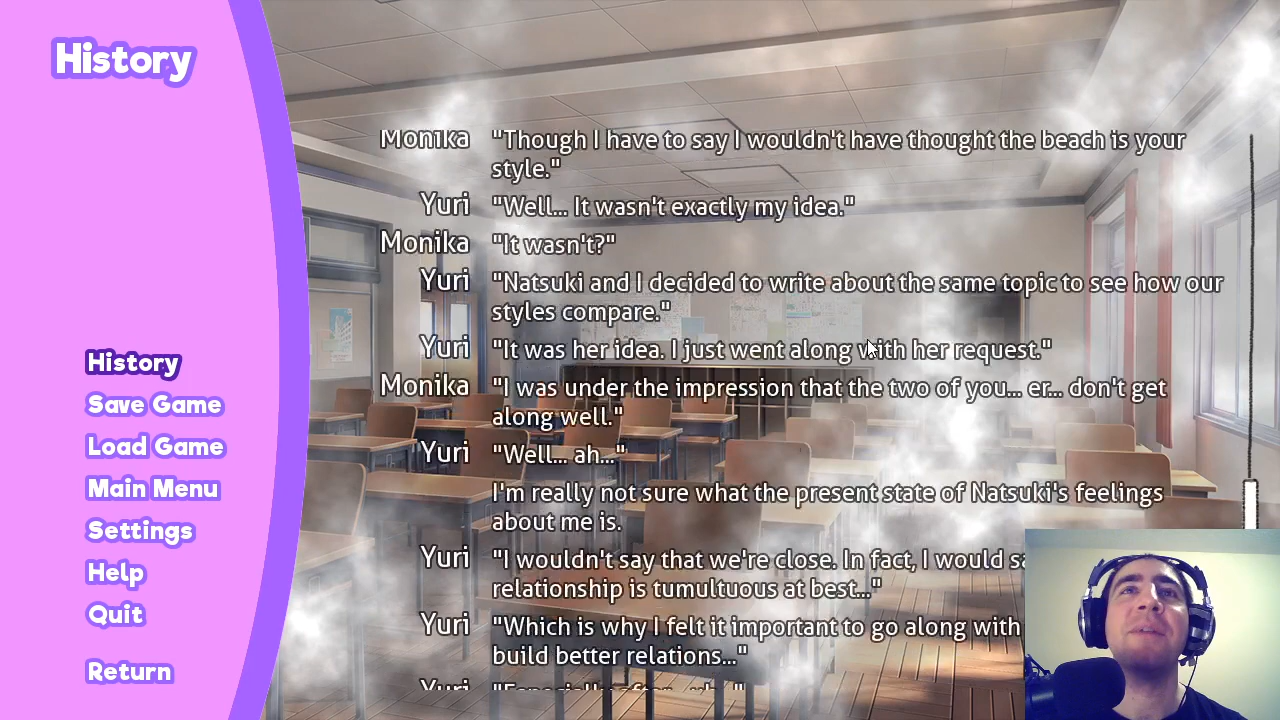 History
Monika "Though I have to say I wouldn't have thought the beach is your
style."
Yuri "Well... It wasn't exactly my idea."
Monika "It wasn't?"
Yuri "Natsuki and I decided to write about the same topic to see how our
styles compare."
Yuri "It was her idea. I just went along with her request."
Monika "I was under the impression that the two of you... er... don't get
along well."
Yuri "Well... ah..."
I'm really not sure what the present state of Natsuki's feelings
about me is.
Yuri "I wouldn't say that we're close. In fact, I would
relationship is tumultuous at best..."
Yuri "Which is why I felt it important to go along with
build better relations..."
Yuri
History
Save Game
Load Game
Main Menu
Settings
Help
Quit
Return